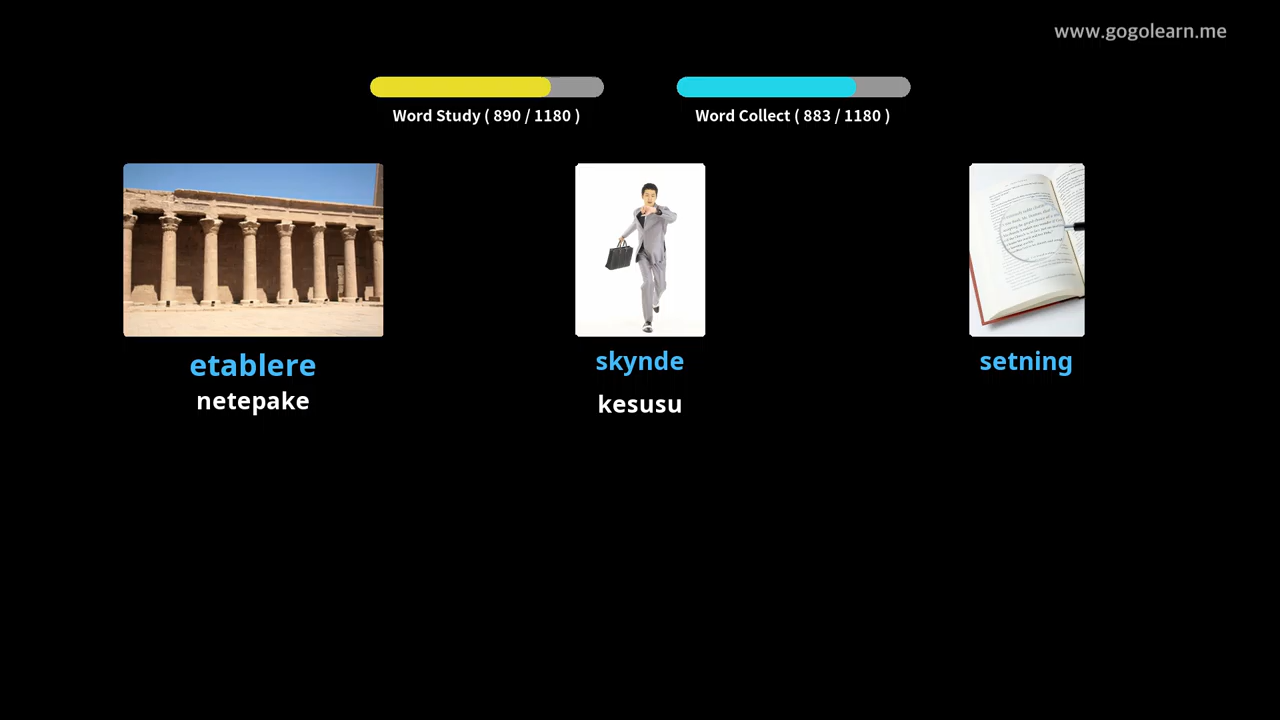 www.gogolearn.me
Word Study ( 890 / 1180 )
Word Collect ( 883 / 1180 )
etablere
netepake
skynde
kesusu
setning